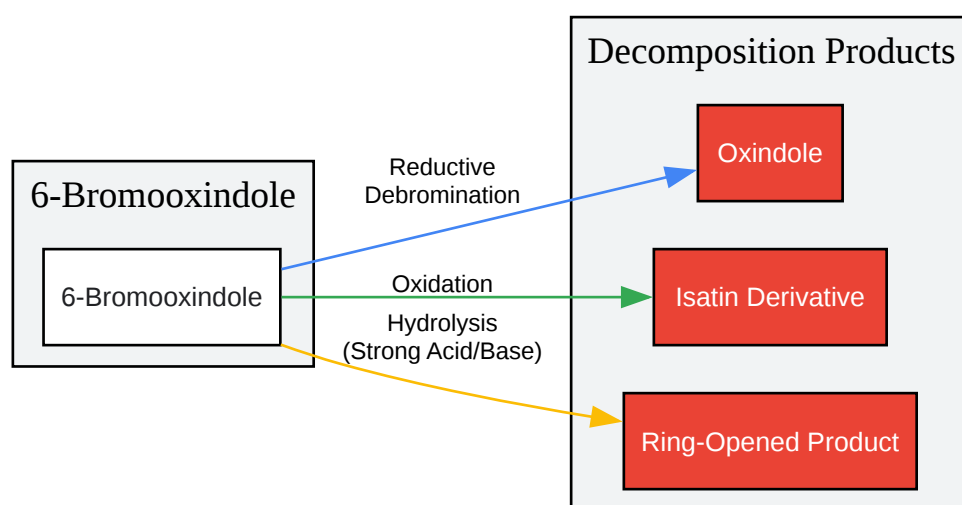 Decomposition Products
6-Bromooxindole
6-Bromooxindole
Reductive
Debromination
Oxidation
Hydrolysis
(Strong Acid/Base)
Oxindole
Isatin Derivative
Ring-Opened Product